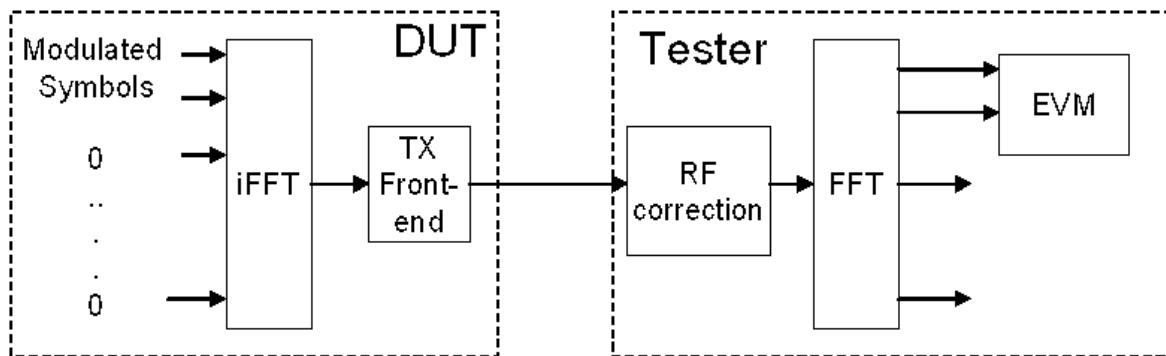 DUT
Modulated
Symbols
0
..
.
.
0
iFFT
TX
Front-
end
Tester
RF
correction
FFT
EVM